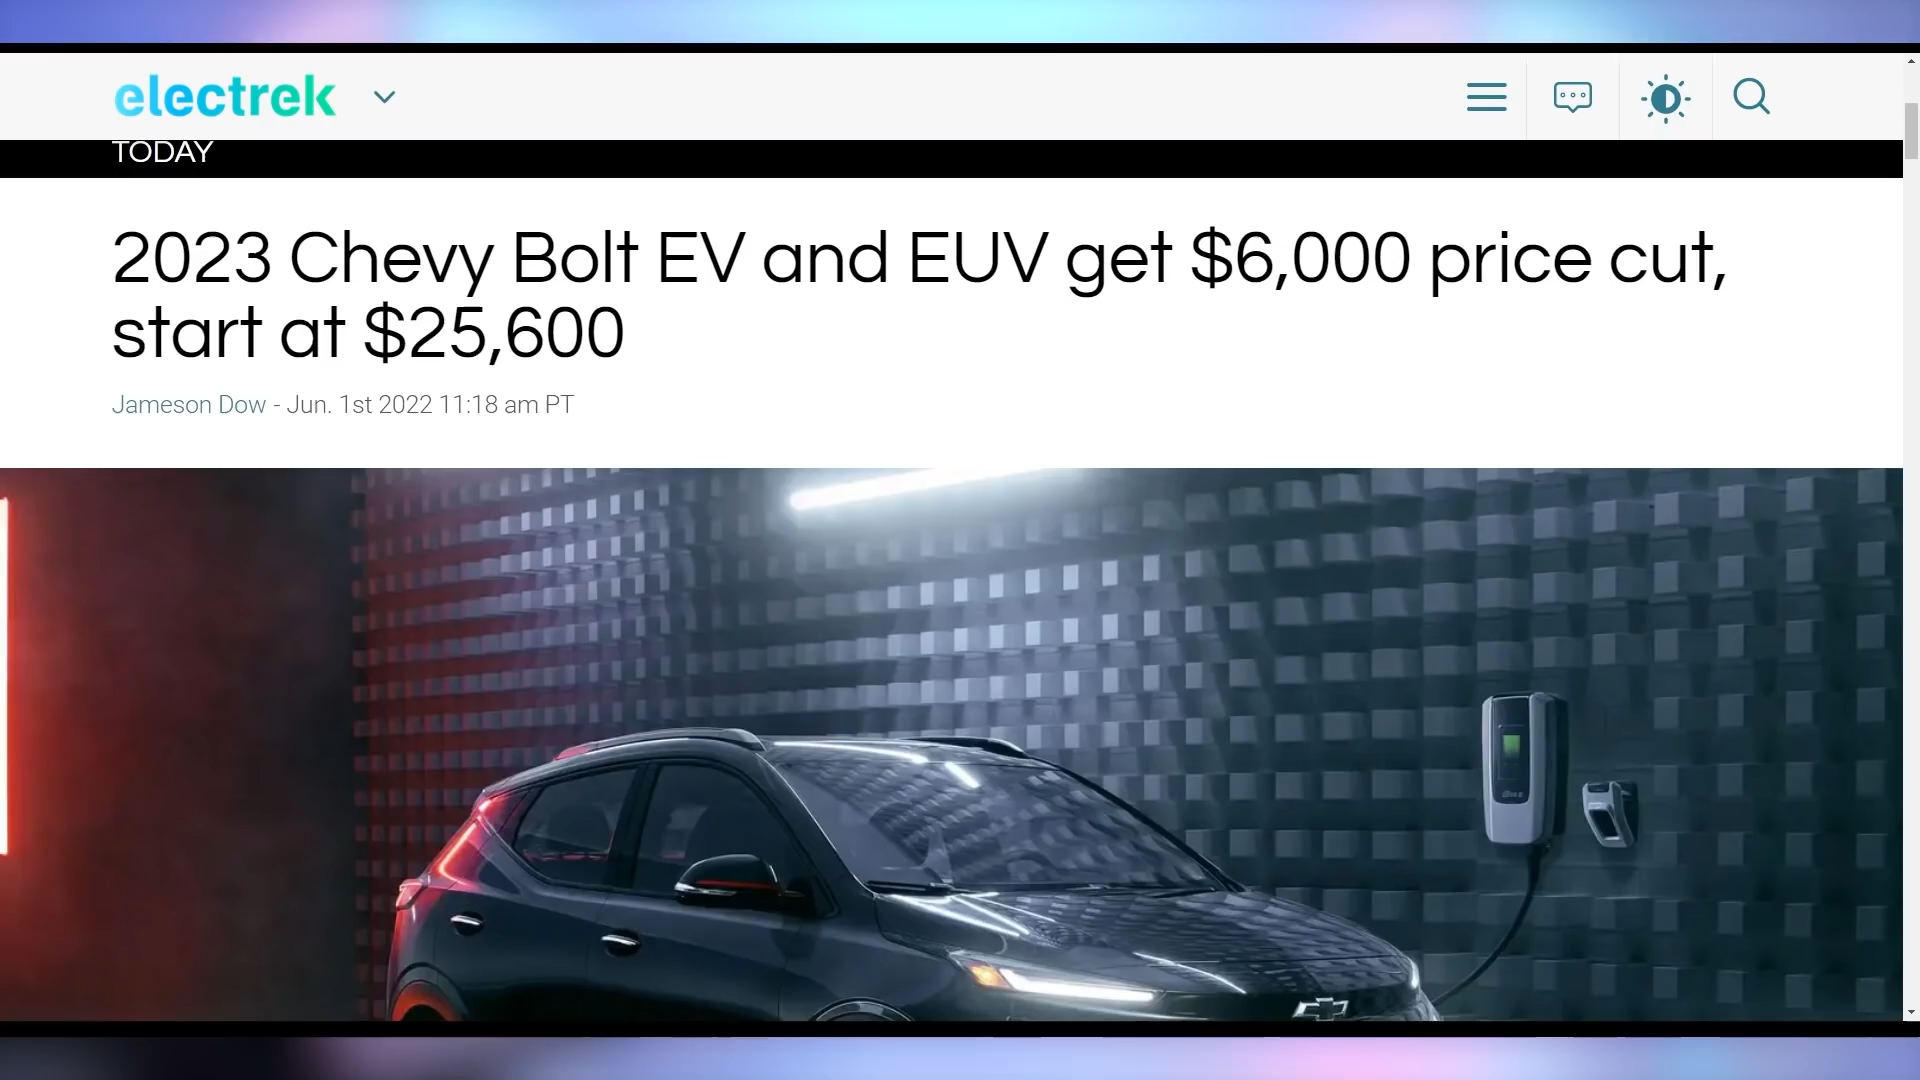 electrek
TODAY
2023 Chevy Bolt EV and EUV get $6,000 price cut,
start at $25,600
Jameson Dow - Jun. 1st 2022 11:18 am PT